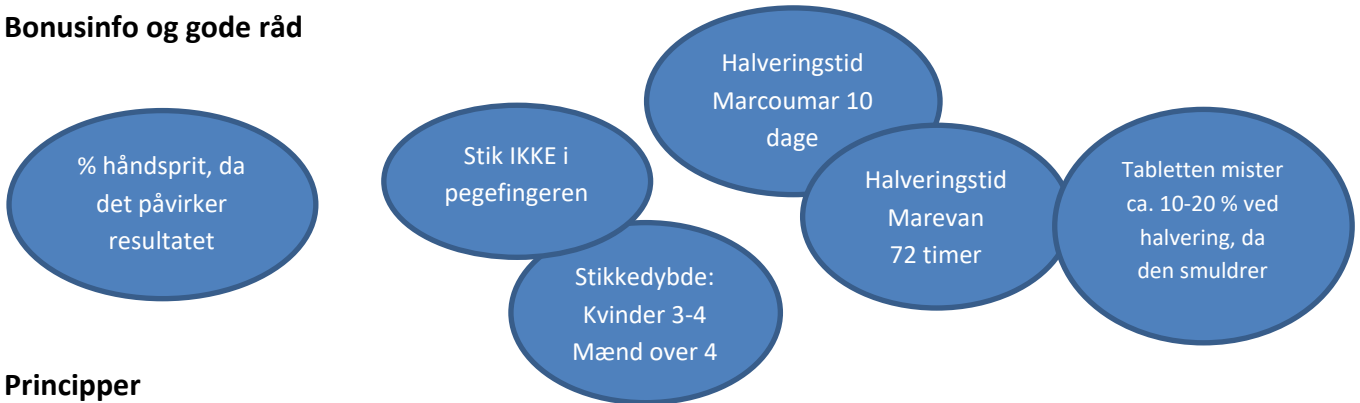 Bonusinfo og gode råd
% håndsprit, da
det påvirker
resultatet
Stik IKKE i
pegefingeren
Stikkedybde:
Kvinder 3-4
Mænd over 4
Halveringstid
Marcoumar 10
dage
Halveringstid
Marevan
72 timer
Tabletten mister
ca. 10-20 % ved
halvering, da
den smuldrer
Principper